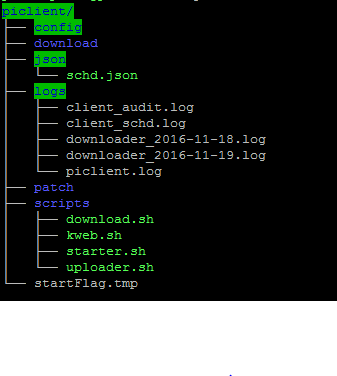 piclient/
├── config
├── download
├── json
│   └── schd.json
├── logs
│   ├── client_audit.log
│   ├── client_schd.log
│   ├── downloader_2016-11-18.log
│   ├── downloader_2016-11-19.log
│   └── piclient.log
├── patch
├── scripts
│   ├── download.sh
│   ├── kweb.sh
│   ├── starter.sh
│   └── uploader.sh
└── startFlag.tmp